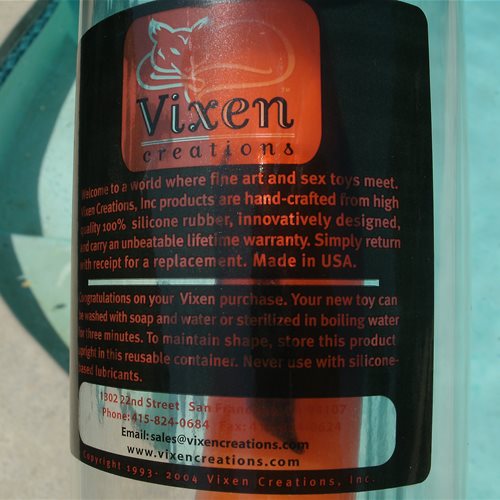 Vixen
creations
Welcome to a world where fine art and sex toys meet.
Vixen Creations, Inc products are hand-crafted from high
quality 100% silicone rubber, innovatively designed,
and carry an unbeatable lifetime warranty. Simply return
with receipt for a replacement. Made in USA.
Congratulations on your Vixen purchase. Your new toy can
be washed with soap and water or sterilized in boiling water
for three minutes. To maintain shape, store this product
upright in this reusable container. Never use with silicone-
based lubricants.
1302 22nd Street San
Phone: 415-824-0684 Fax:
Email: sales@vixencreations.com
www.vixencreations.com
Copyright 1993-2004 Vixen Creations, Inc.